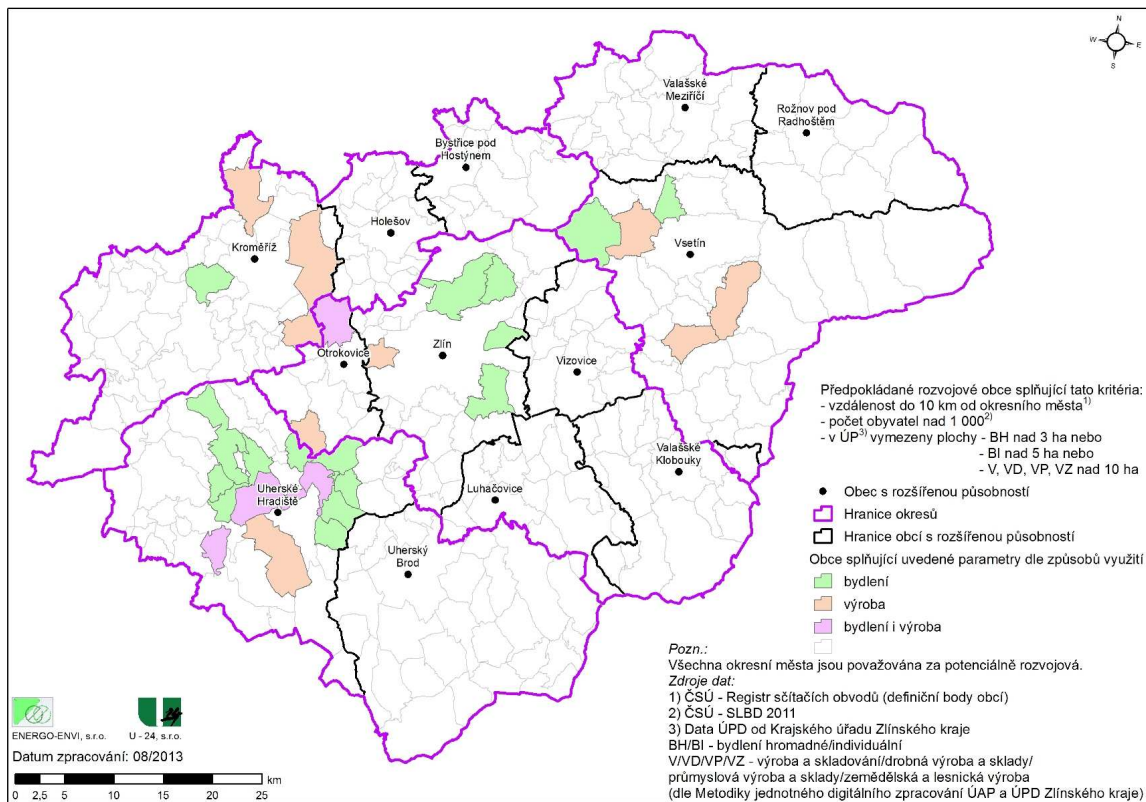 N
W
E
S
Valašské
Meziříčí
Rožnov pod
Radhoštěm
Bystřice pod
Hostýnem
Holešov
Kroměříž
Vsetín
Otrokovice
Zlín
Vizovice
Předpokládané rozvojové obce splňující tato kritéria:
- vzdálenost do 10 km od okresního města1)
- počet obyvatel nad 1 0002)
- v ÚP3) vymezeny plochy - BH nad 3 ha nebo
- BI nad 5 ha nebo
- V, VD, VP, VZ nad 10 ha
Valašské
Klobouky
Uherské
Hradiště
Luhačovice
Uherský
Brod
Obec s rozšířenou působností
Hranice okresů
Hranice obcí s rozšířenou působností
Obce splňující uvedené parametry dle způsobů využití
bydlení
výroba
bydlení i výroba
Pozn.:
Všechna okresní města jsou považována za potenciálně rozvojová.
Zdroje dat:
1) ČSÚ - Registr sčítacích obvodů (definiční body obcí)
2) ČSÚ - SLBD 2011
3) Data ÚPD od Krajského úřadu Zlínského kraje
BH/BI - bydlení hromadné/individuální
V/VD/VP/VZ - výroba a skladování/drobná výroba a sklady/
průmyslová výroba a sklady/zemědělská a lesnická výroba
(dle Metodiky jednotného digitálního zpracování ÚAP a ÚPD Zlínského kraje)
ENERGO-ENVI, s.r.o. U - 24, s.r.o.
Datum zpracování: 08/2013
km
0 2,5 5 10 15 20 25